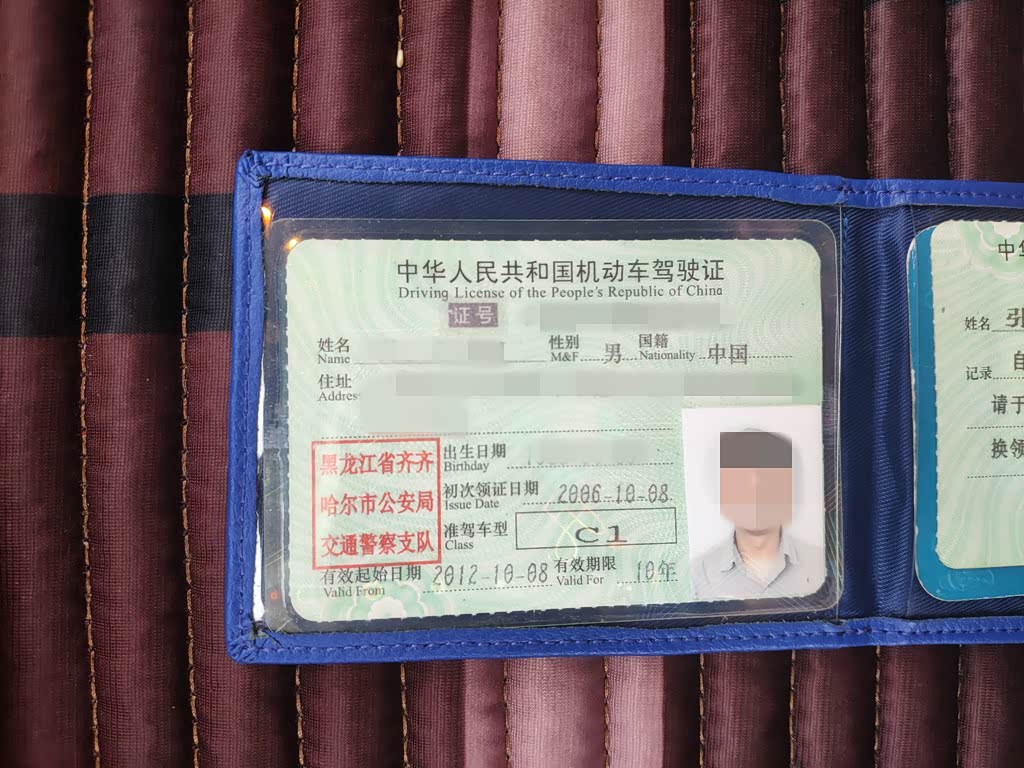 中华人民共和国机动车驾驶证
Driving License of the People's Republic of China
证号
姓名
Name
性别 男 国籍 中国
M&F Nationality
住址
Address
黑龙江省齐齐
哈尔市公安局
交通警察支队
出生日期
Birthday
初次领证日期 2006-10-08
Issue Date
准驾车型 C1
Class
有效起始日期 2012-10-08 有效期限 10年
Valid From Valid For
中华
姓名
记录 自
请于
换领